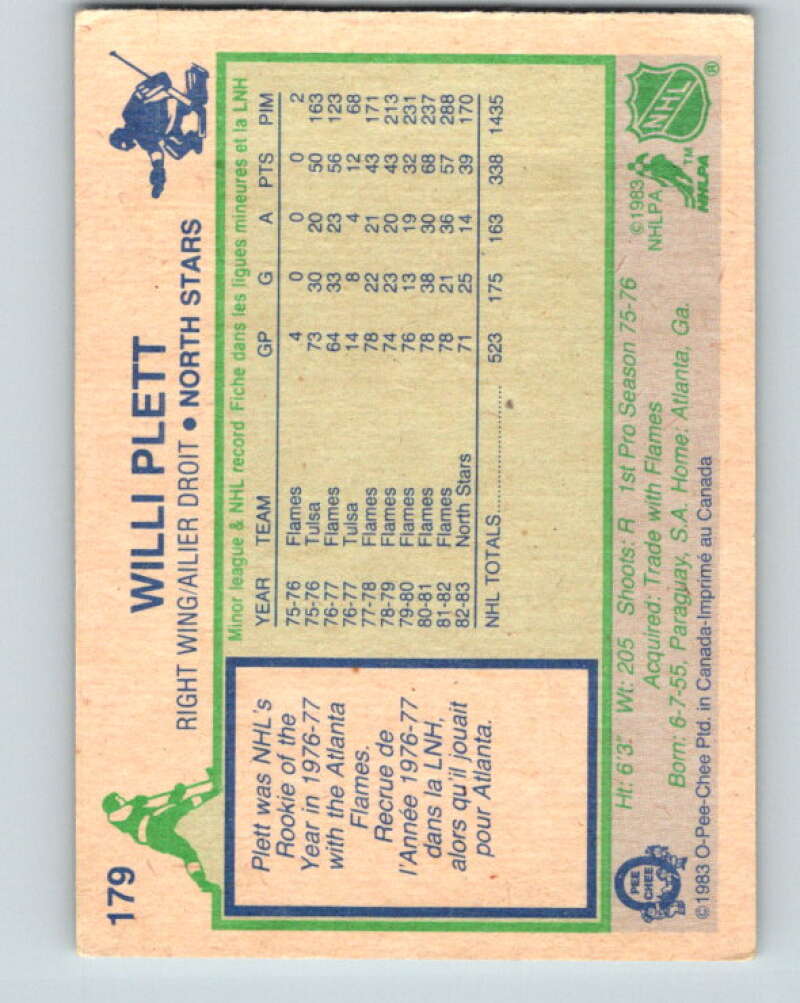 179
WILLI PLETT
RIGHT WING/AILIER DROIT • NORTH STARS
Plett was NHL's
Rookie of the
Year in 1976-77
with the Atlanta
Flames.
Recrue de
l'Année 1976-77
dans la LNH,
alors qu'il jouait
pour Atlanta.
Minor league & NHL record Fiche dans les ligues mineures et la LNH
YEAR TEAM GP G A PTS PIM
75-76 Flames 4 0 0 0 2
75-76 Tulsa 73 30 20 50 163
76-77 Flames 64 33 23 56 123
76-77 Tulsa 14 8 4 12 68
77-78 Flames 78 22 21 43 171
78-79 Flames 74 23 20 43 213
79-80 Flames 76 13 19 32 231
80-81 Flames 78 38 30 68 237
81-82 Flames 78 21 36 57 288
82-83 North Stars 71 25 14 39 170
NHL TOTALS 523 175 163 338 1435
Ht: 6'3" Wt: 205 Shoots: R 1st Pro Season 75-76
Acquired: Trade with Flames
Born: 6-7-55, Paraguay, S.A. Home: Atlanta, Ga.
©1983 O-Pee-Chee Ptd. in Canada-Imprimé au Canada
PEE
CHEE
©1983
NHLPA
NHLPA
TM
NHL
®